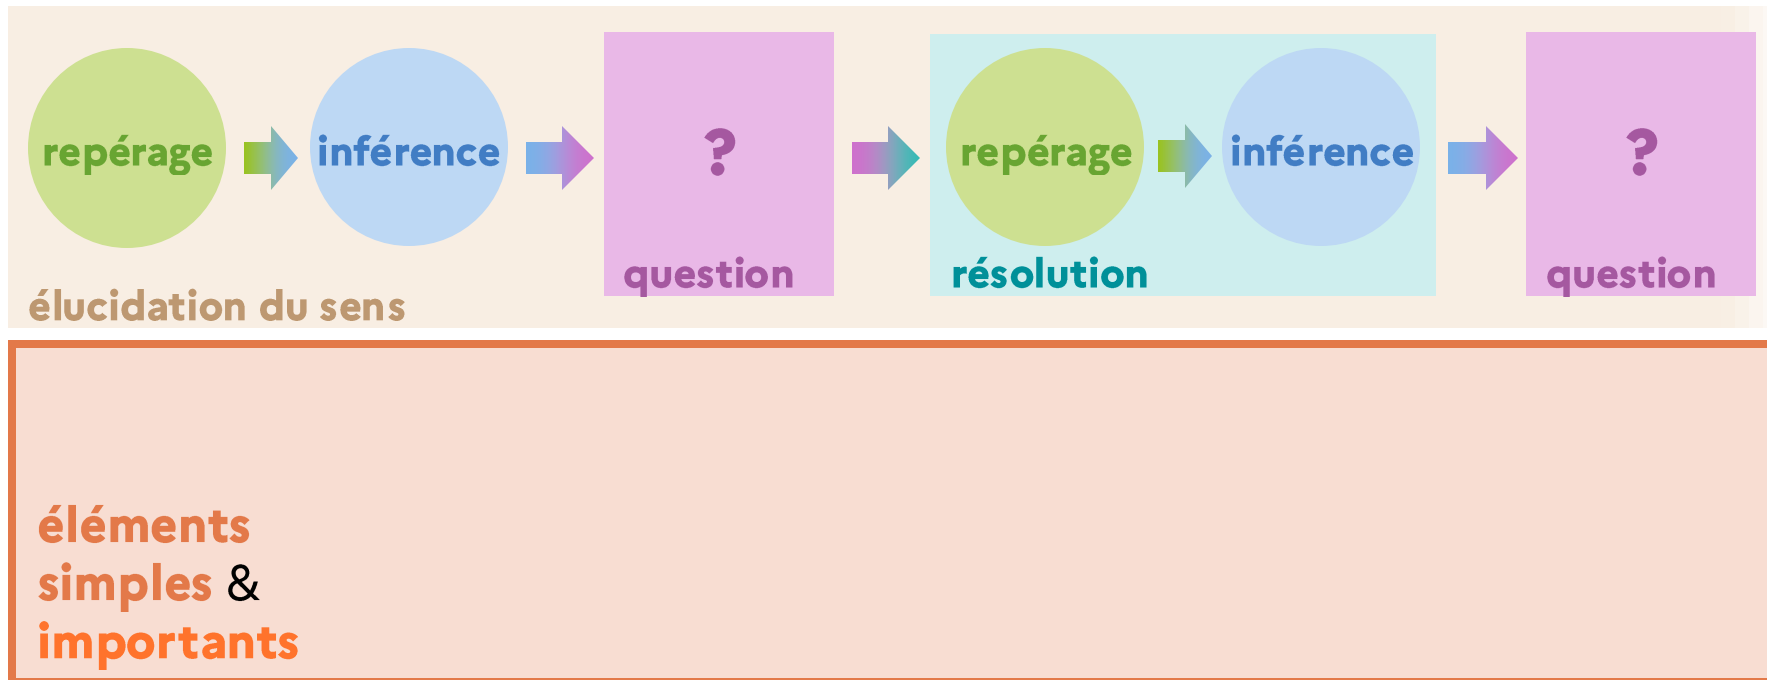 repérage
inférence
?
question
repérage
inférence
résolution
?
question
élucidation du sens
éléments
simples &
importants